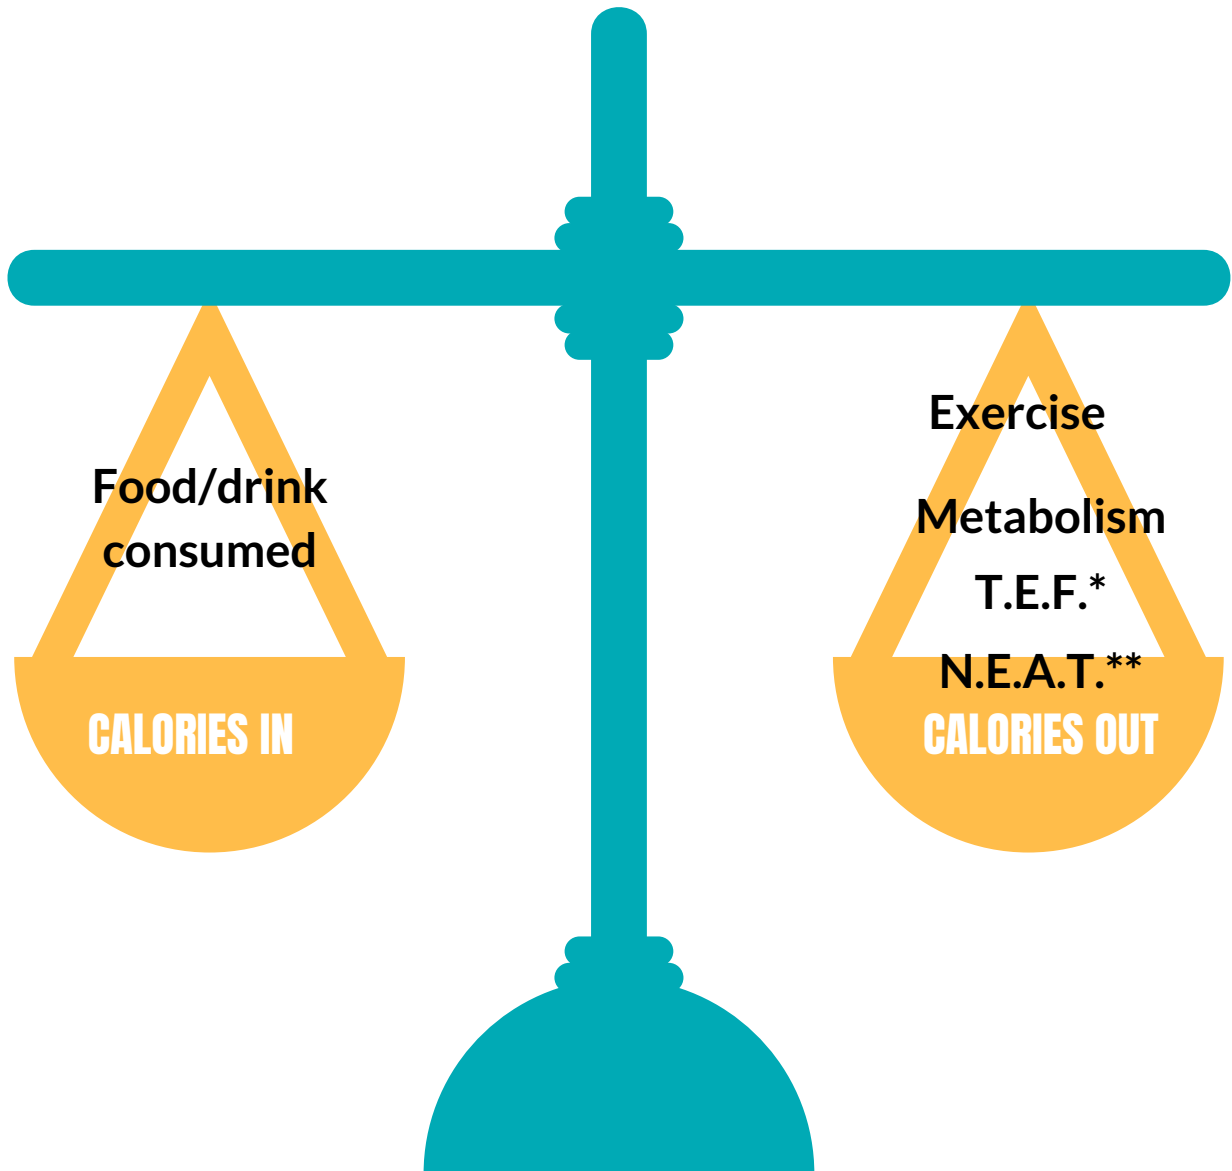 Food/drink
consumed
CALORIES IN
Exercise
Metabolism
T.E.F.*
N.E.A.T.**
CALORIES OUT